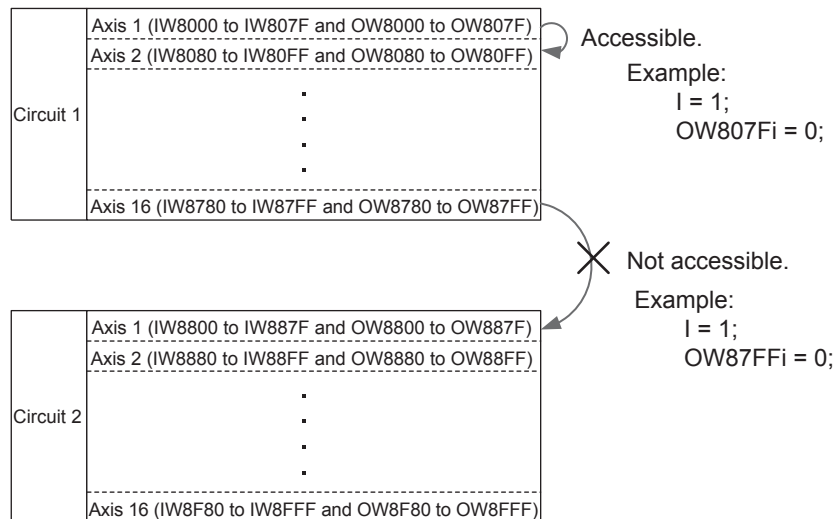 Axis 1 (IW8000 to IW807F and OW8000 to OW807F)
Axis 2 (IW8080 to IW80FF and OW8080 to OW80FF)
Circuit 1
Axis 16 (IW8780 to IW87FF and OW8780 to OW87FF)
Accessible.
Example:
I = 1;
OW807Fi = 0;
Not accessible.
Example:
I = 1;
OW87FFi = 0;
Axis 1 (IW8800 to IW887F and OW8800 to OW887F)
Axis 2 (IW8880 to IW88FF and OW8880 to OW88FF)
Circuit 2
Axis 16 (IW8F80 to IW8FFF and OW8F80 to OW8FFF)